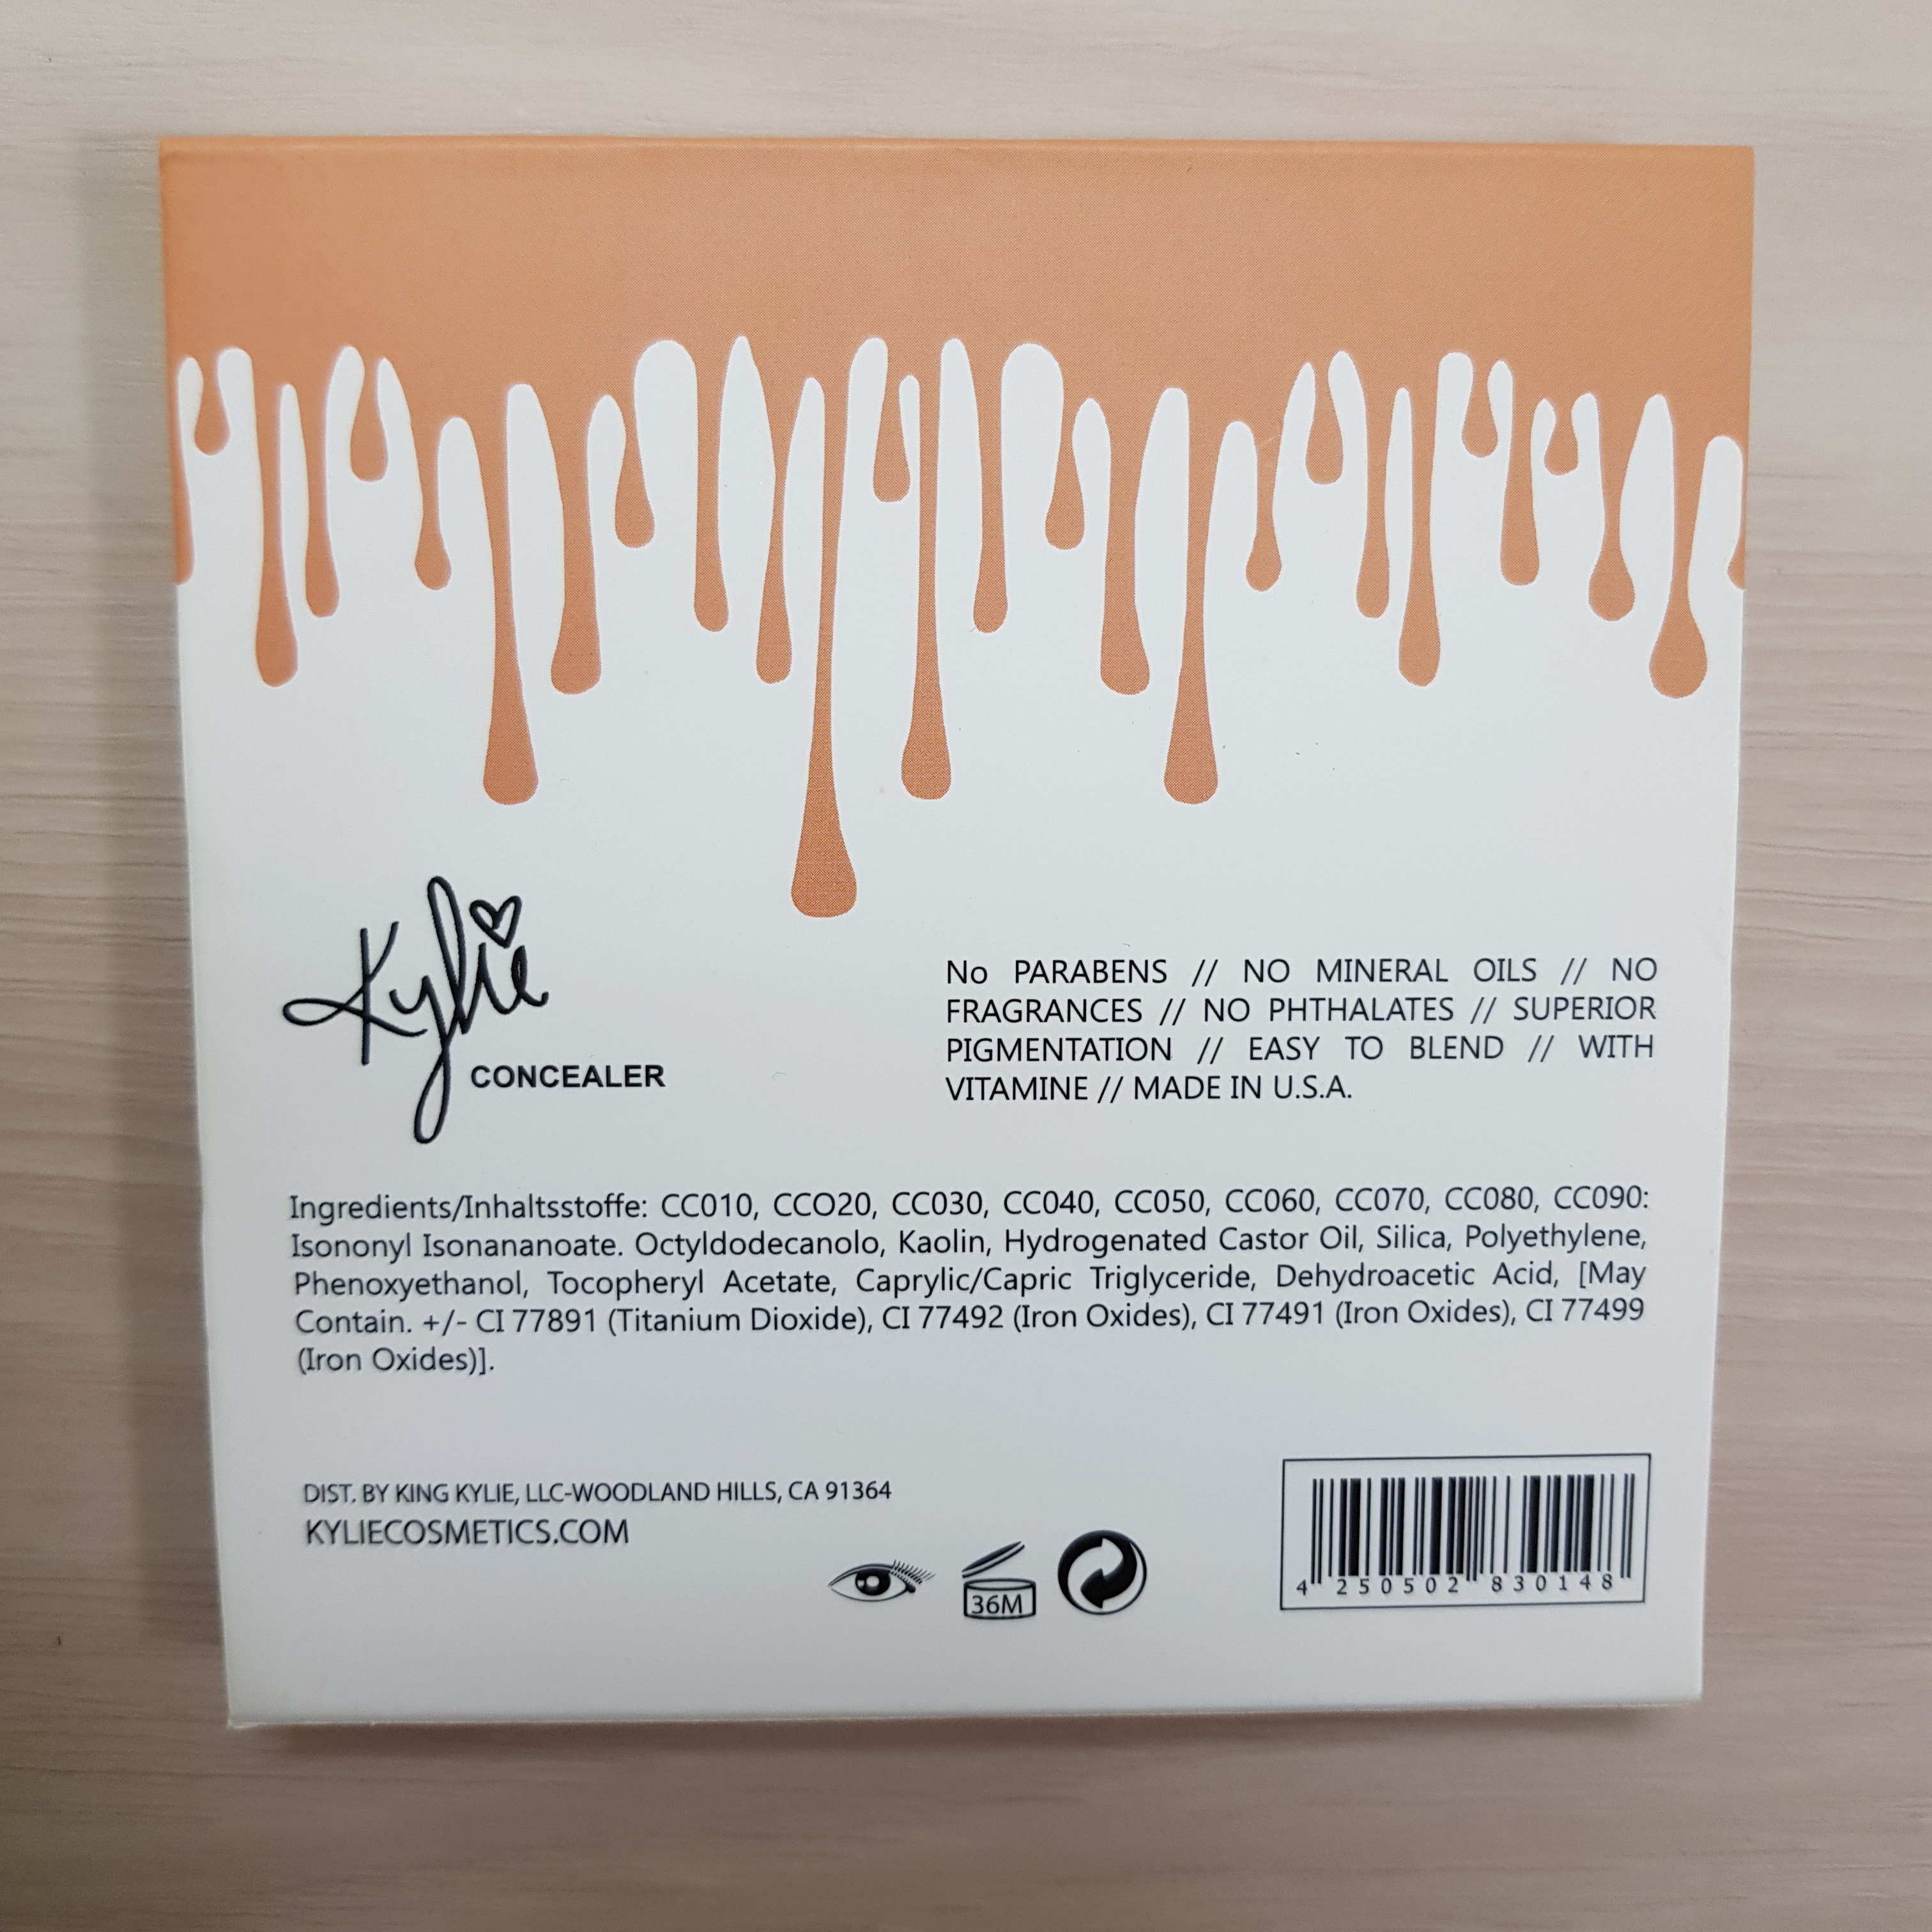 Kylie
CONCEALER
No PARABENS // NO MINERAL OILS // NO
FRAGRANCES // NO PHTHALATES // SUPERIOR
PIGMENTATION // EASY TO BLEND // WITH
VITAMINE // MADE IN U.S.A.
Ingredients/Inhaltsstoffe: CC010, CCO20, CC030, CC040, CC050, CC060, CC070, CC080, CC090:
Isononyl Isonananoate. Octyldodecanolo, Kaolin, Hydrogenated Castor Oil, Silica, Polyethylene,
Phenoxyethanol, Tocopheryl Acetate, Caprylic/Capric Triglyceride, Dehydroacetic Acid, [May
Contain. +/- CI 77891 (Titanium Dioxide), CI 77492 (Iron Oxides), CI 77491 (Iron Oxides), CI 77499
(Iron Oxides)].
DIST. BY KING KYLIE, LLC-WOODLAND HILLS, CA 91364
KYLIECOSMETICS.COM
36M
4 250502 830148